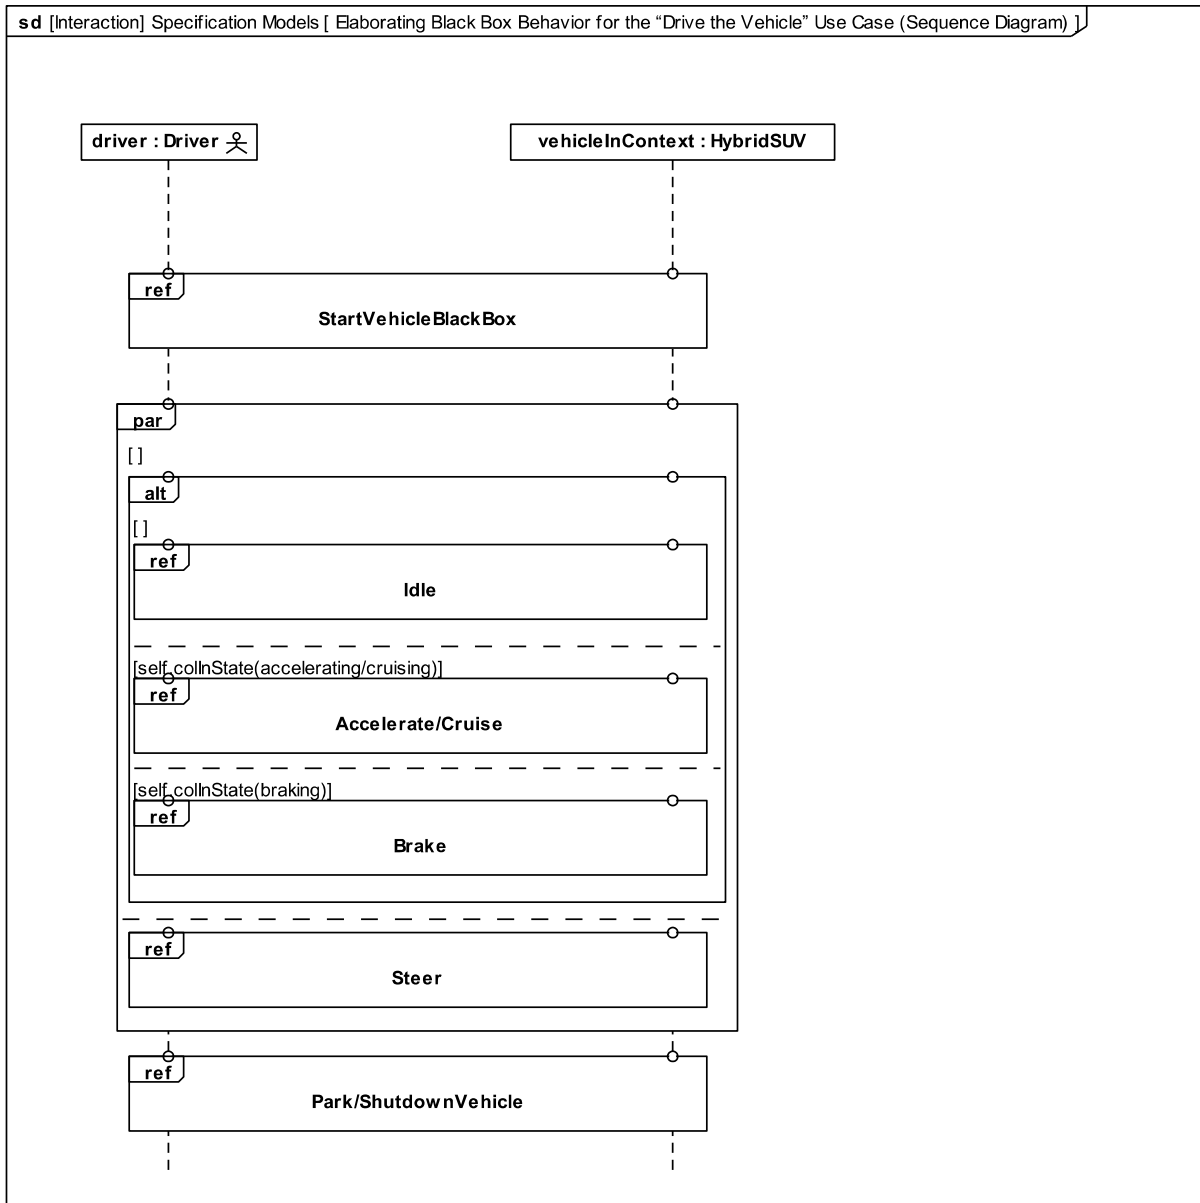 sd [Interaction] Specification Models [ Elaborating Black Box Behavior for the “Drive the Vehicle” Use Case (Sequence Diagram) ]
driver : Driver
vehicleInContext : HybridSUV
ref
StartVehicleBlackBox
par
[ ]
alt
[ ]
ref
Idle
[self.colInState(accelerating/cruising)]
ref
Accelerate/Cruise
[self.colInState(braking)]
ref
Brake
ref
Steer
ref
Park/ShutdownVehicle